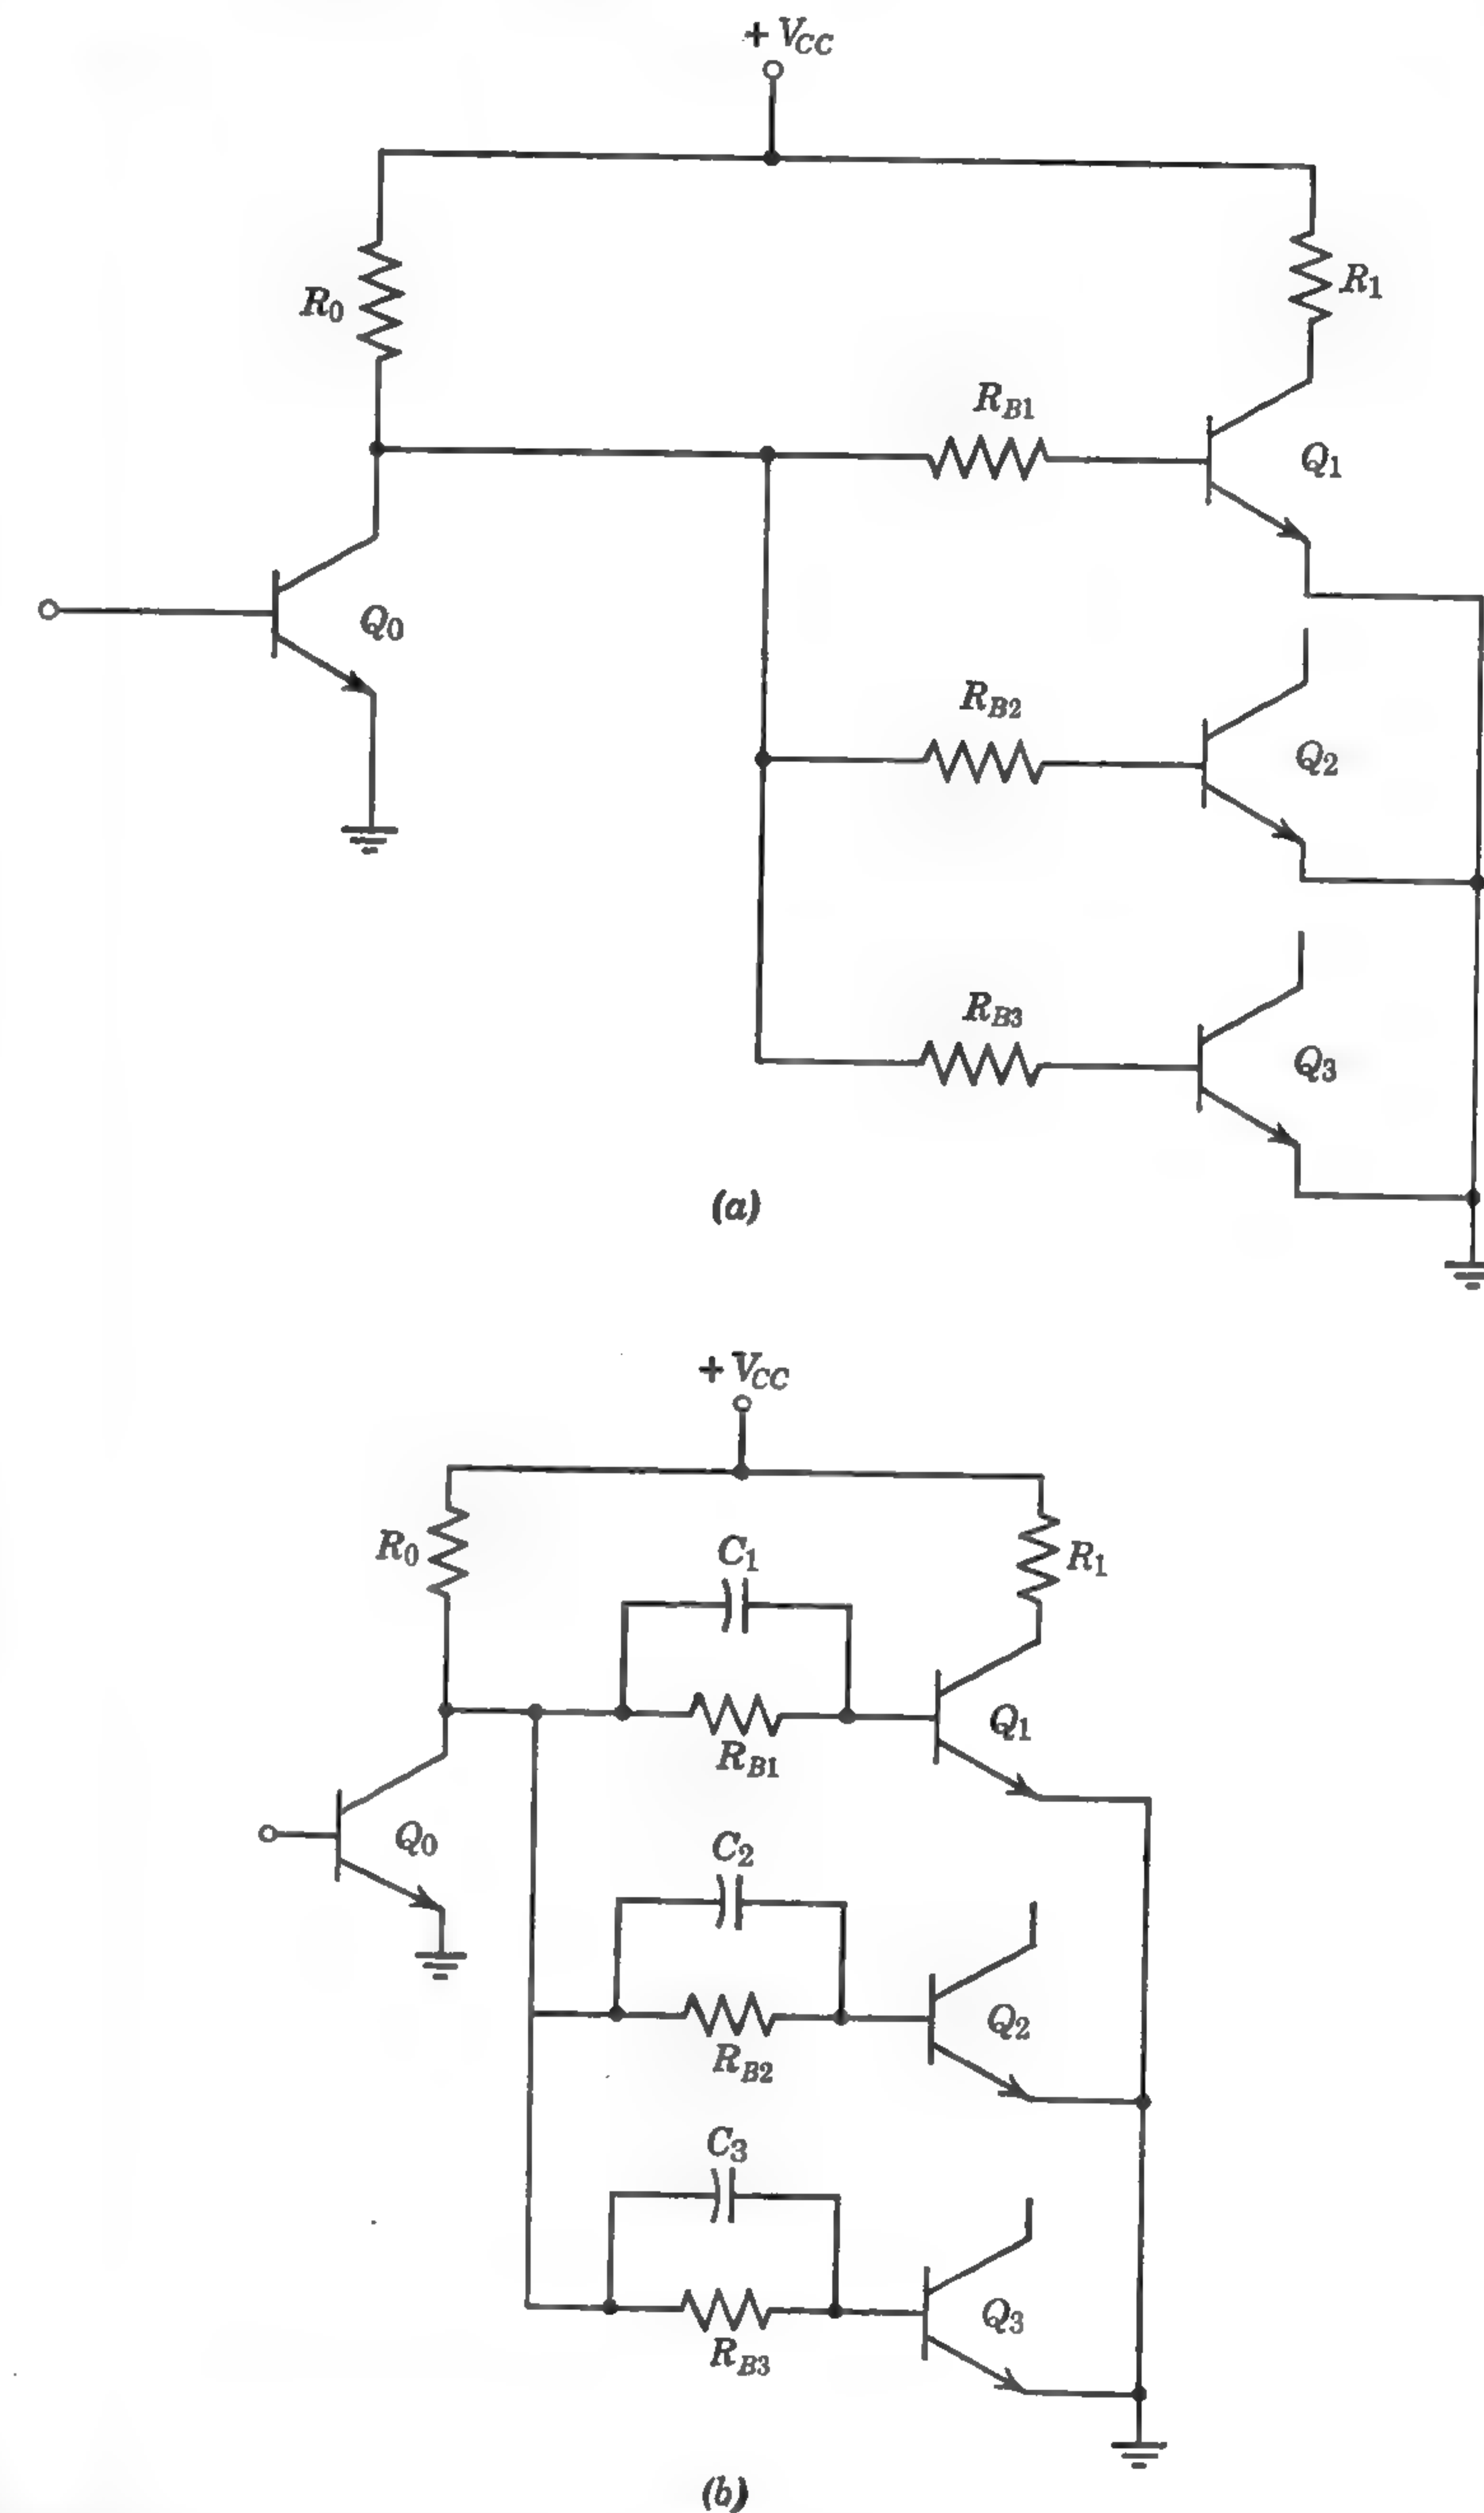 + V_CC
R_0
R_1
R_B1
Q_1
Q_0
R_B2
Q_2
R_B3
Q_3
(a)
+ V_CC
R_0
C_1
R_1
R_B1
Q_1
Q_0
C_2
Q_2
R_B2
C_3
Q_3
R_B3
(b)